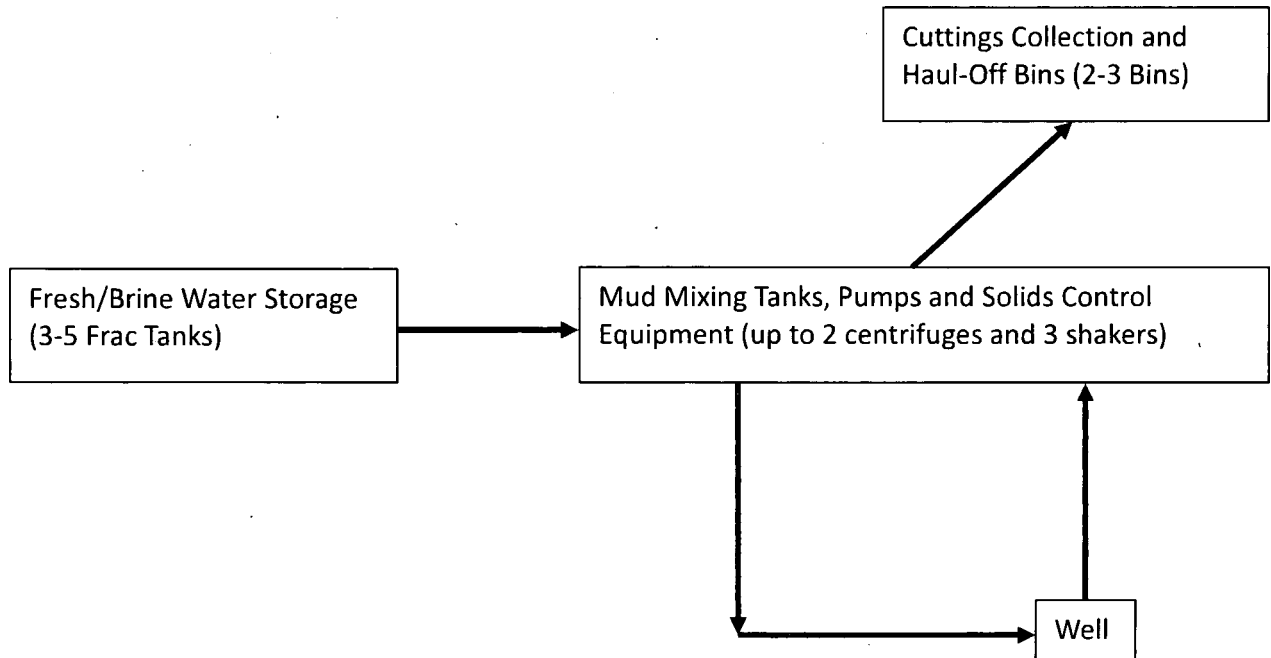 Cuttings Collection and
Haul-Off Bins (2-3 Bins)
Fresh/Brine Water Storage
(3-5 Frac Tanks)
Mud Mixing Tanks, Pumps and Solids Control
Equipment (up to 2 centrifuges and 3 shakers)
Well